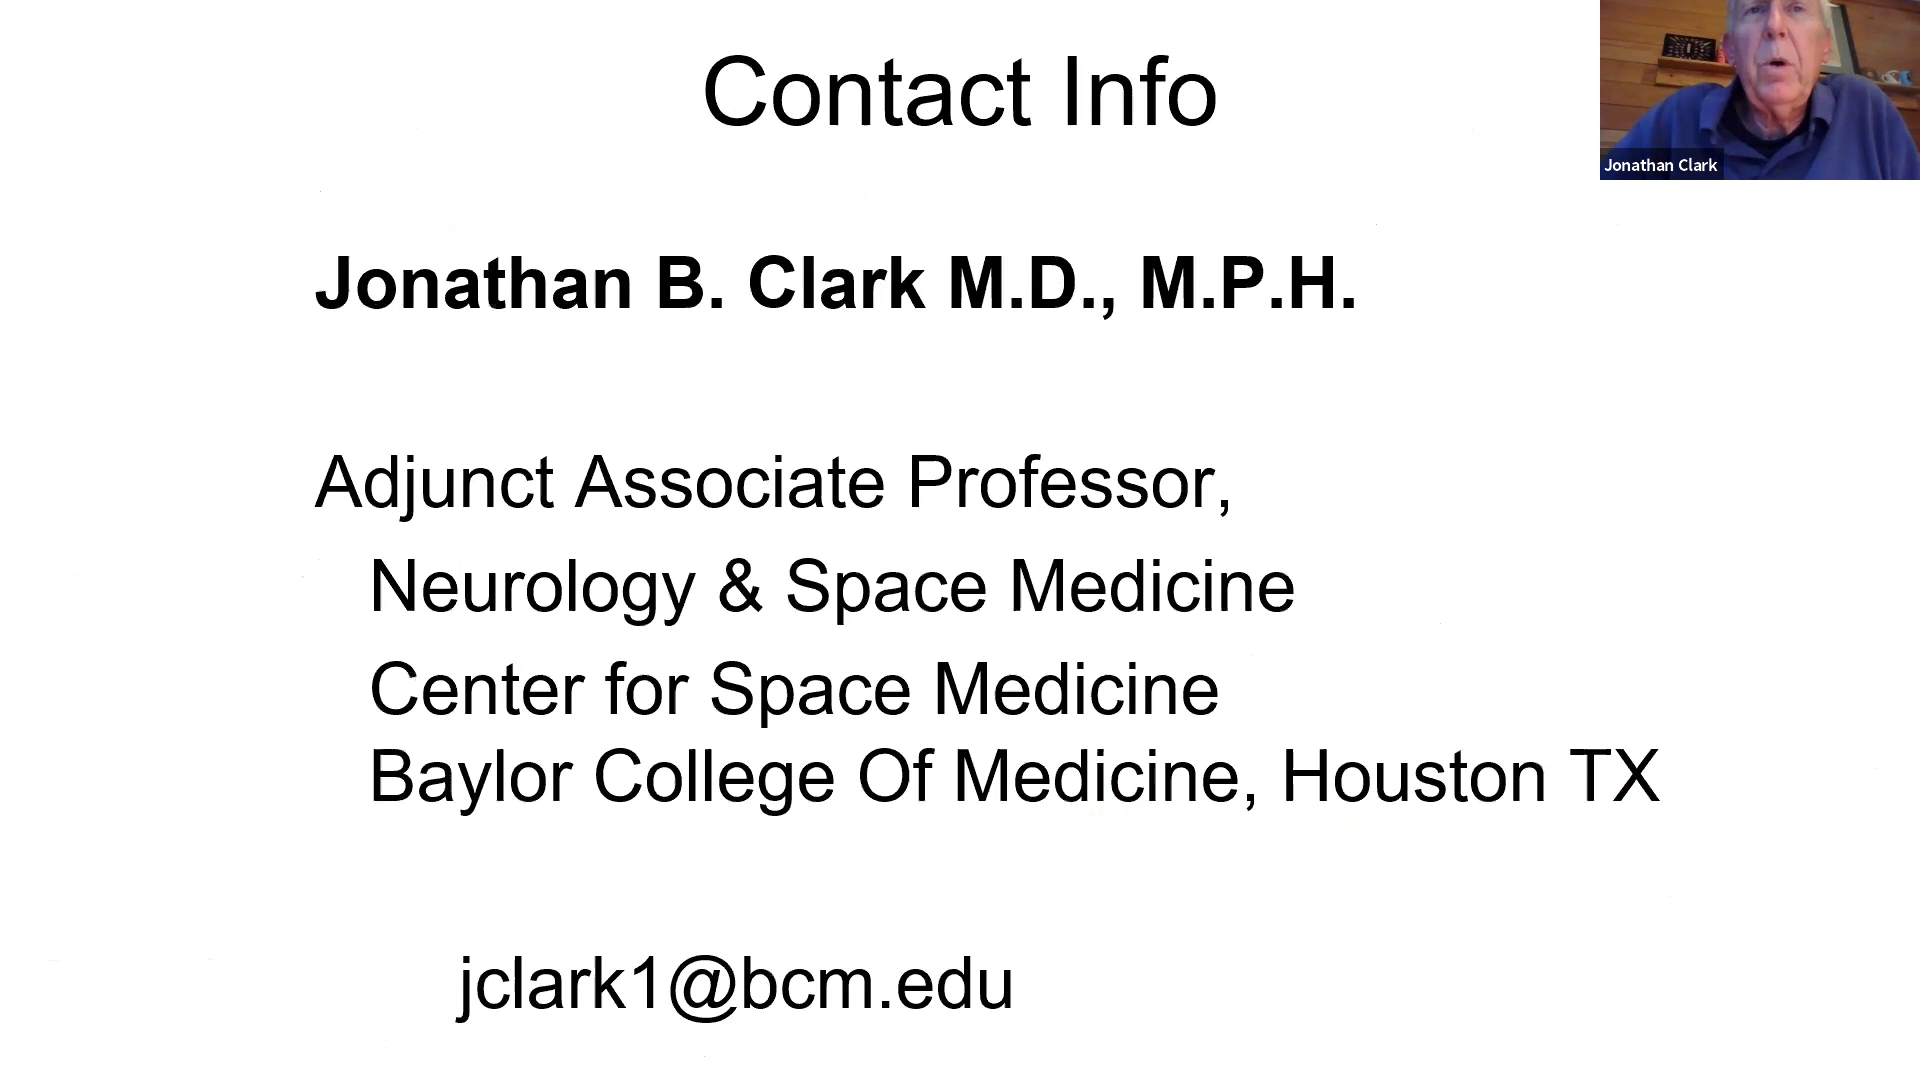 Contact Info
Jonathan Clark
Jonathan B. Clark M.D., M.P.H.
Adjunct Associate Professor,
Neurology & Space Medicine
Center for Space Medicine
Baylor College Of Medicine, Houston TX
jclark1@bcm.edu